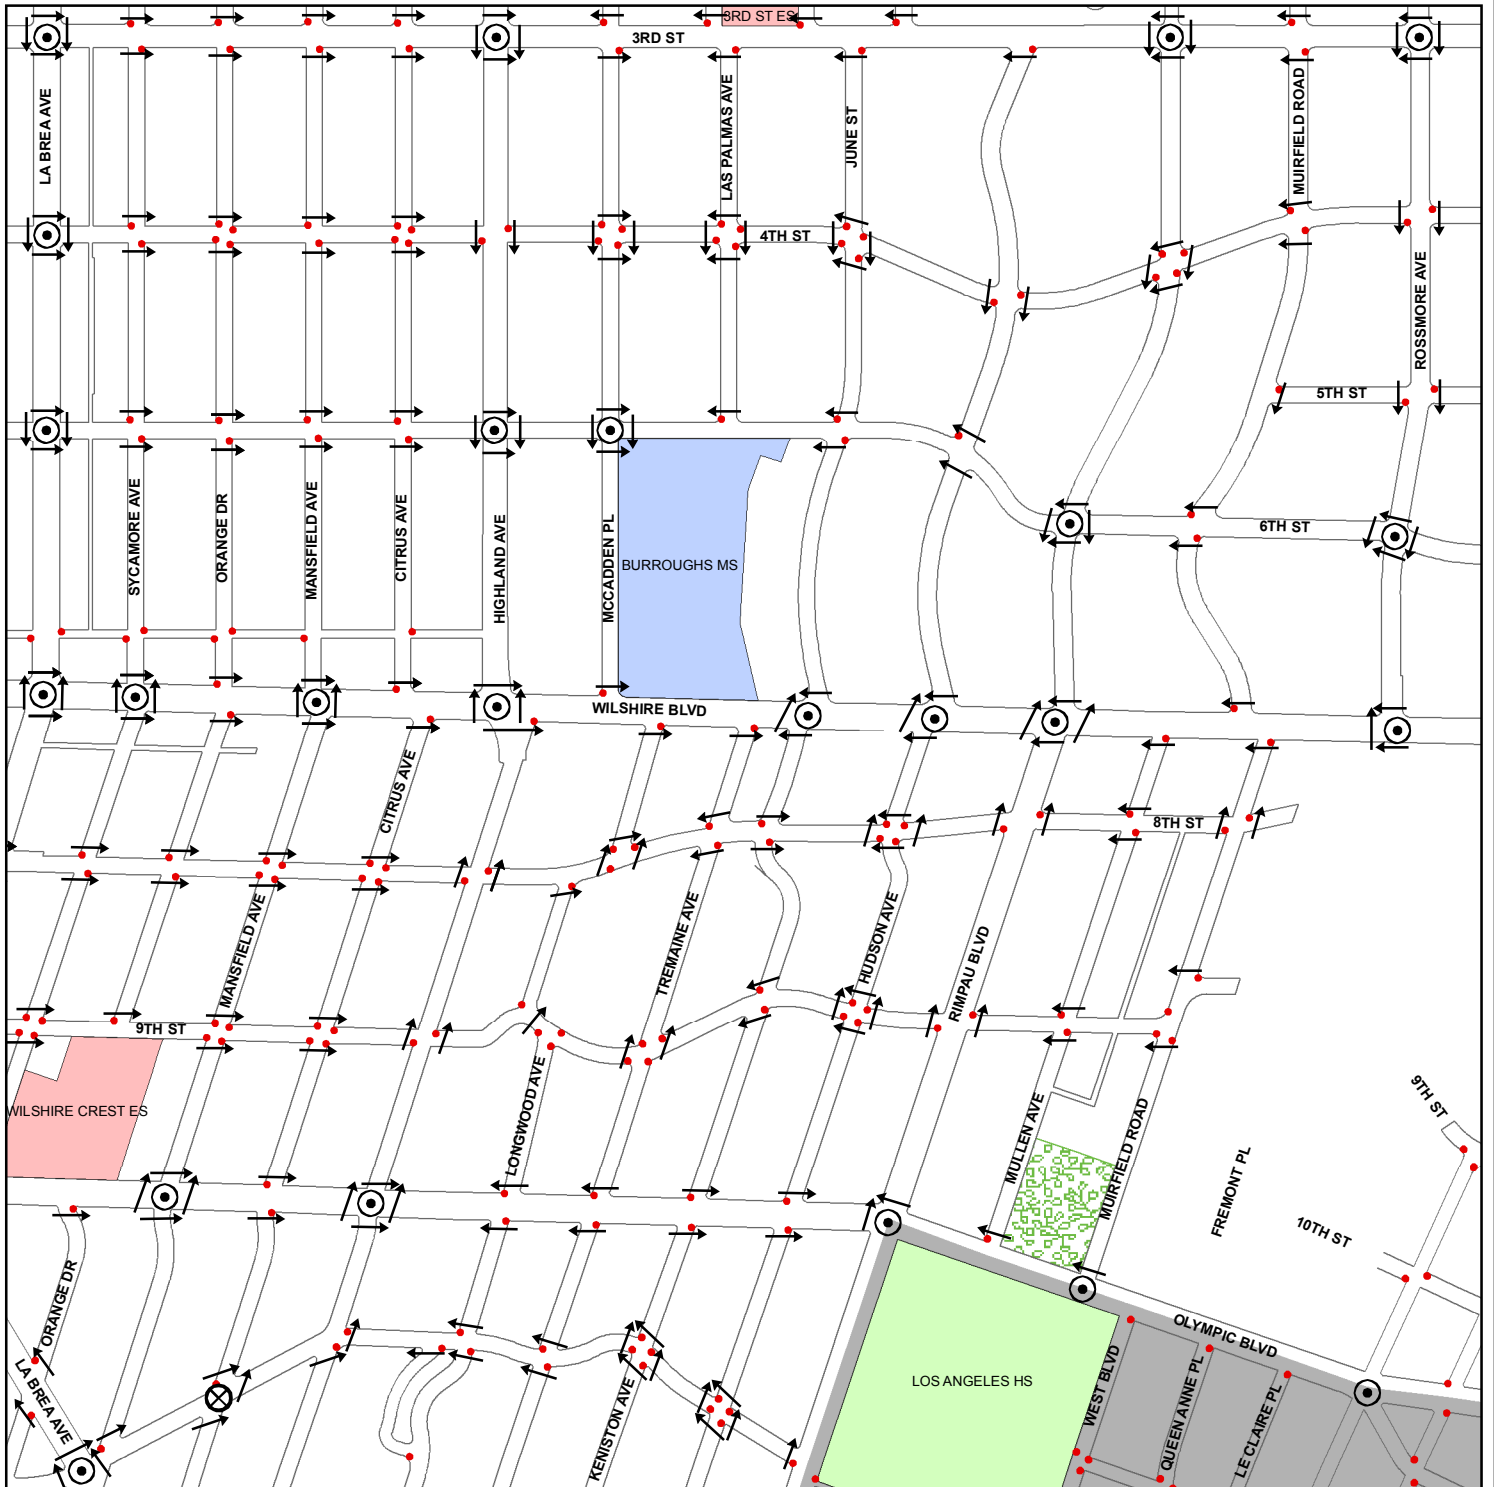 3RD ST ES
3RD ST
LA BREA AVE
LAS PALMAS AVE
JUNE ST
MUIRFIELD ROAD
4TH ST
ROSSMORE AVE
5TH ST
SYCAMORE AVE
ORANGE DR
MANSFIELD AVE
CITRUS AVE
HIGHLAND AVE
MCCADDEN PL
BURROUGHS MS
6TH ST
WILSHIRE BLVD
CITRUS AVE
8TH ST
MANSFIELD AVE
TREMAINE AVE
HUDSON AVE
RIMPAU BLVD
9TH ST
WILSHIRE CREST ES
LONGWOOD AVE
MULLEN AVE
MUIRFIELD ROAD
9TH ST
FREMONT PL
10TH ST
ORANGE DR
LA BREA AVE
OLYMPIC BLVD
LOS ANGELES HS
WEST BLVD
QUEEN ANNE PL
LE CLAIRE PL
KENISTON AVE